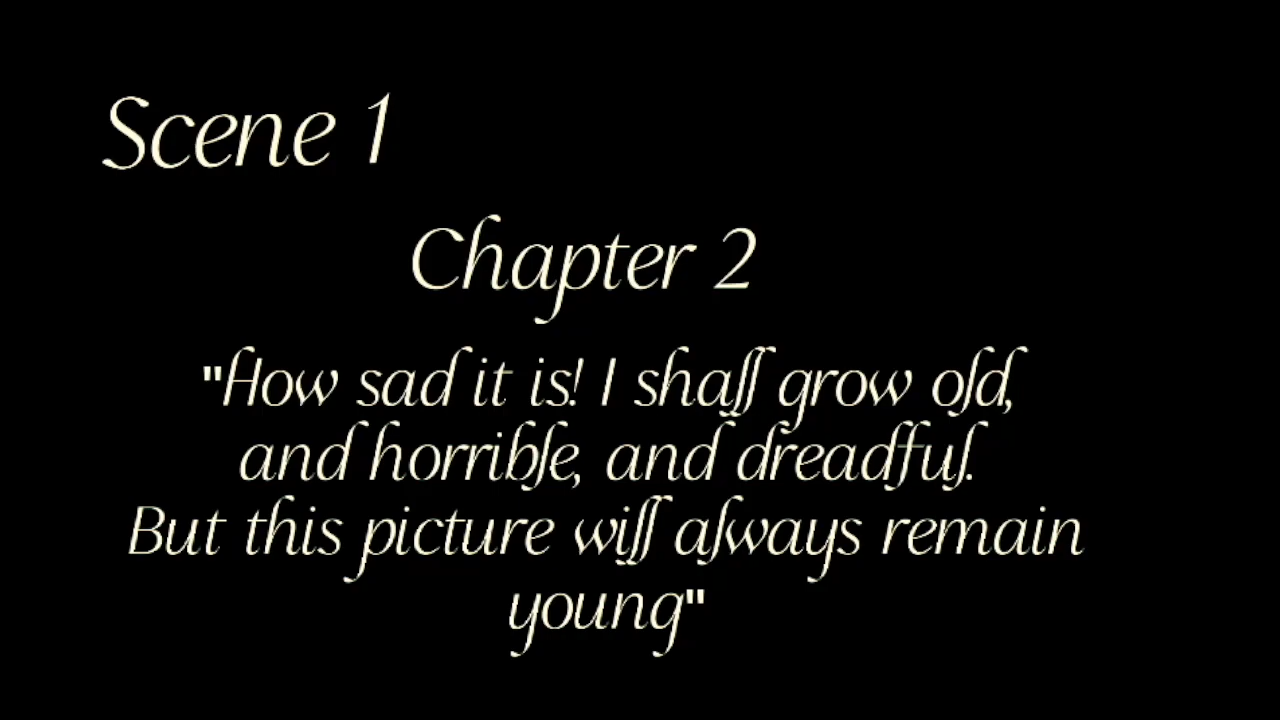 Scene 1
Chapter 2
"How sad it is! I shall grow old,
and horrible, and dreadful.
But this picture will always remain
young"